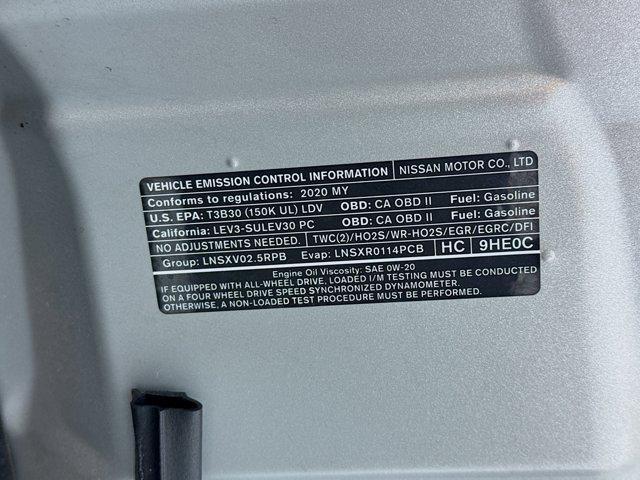 VEHICLE EMISSION CONTROL INFORMATION NISSAN MOTOR CO., LTD
Conforms to regulations: 2020 MY
U.S. EPA: T3B30 (150K UL) LDV OBD: CA OBD II Fuel: Gasoline
California: LEV3-SULEV30 PC OBD: CA OBD II Fuel: Gasoline
NO ADJUSTMENTS NEEDED. TWC(2)/HO2S/WR-HO2S/EGR/EGRC/DFI
Group: LNSXV02.5RPB Evap: LNSXR0114PCB HC 9HE0C
Engine Oil Viscosity: SAE 0W-20
IF EQUIPPED WITH ALL-WHEEL DRIVE, LOADED I/M TESTING MUST BE CONDUCTED
ON A FOUR WHEEL DRIVE SPEED SYNCHRONIZED DYNAMOMETER.
OTHERWISE, A NON-LOADED TEST PROCEDURE MUST BE PERFORMED.